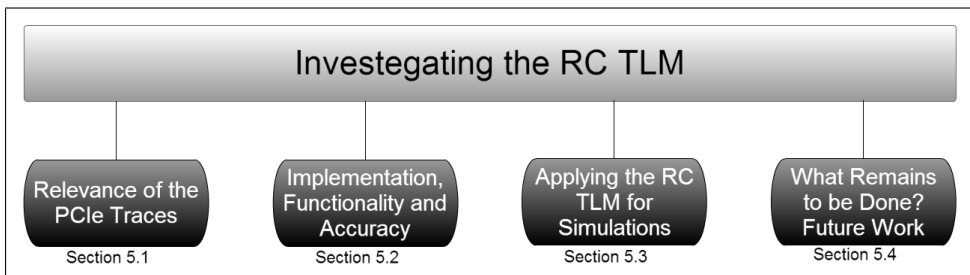 Investegating the RC TLM
Relevance of the
PCIe Traces
Section 5.1
Implementation,
Functionality and
Accuracy
Section 5.2
Applying the RC
TLM for
Simulations
Section 5.3
What Remains
to be Done?
Future Work
Section 5.4